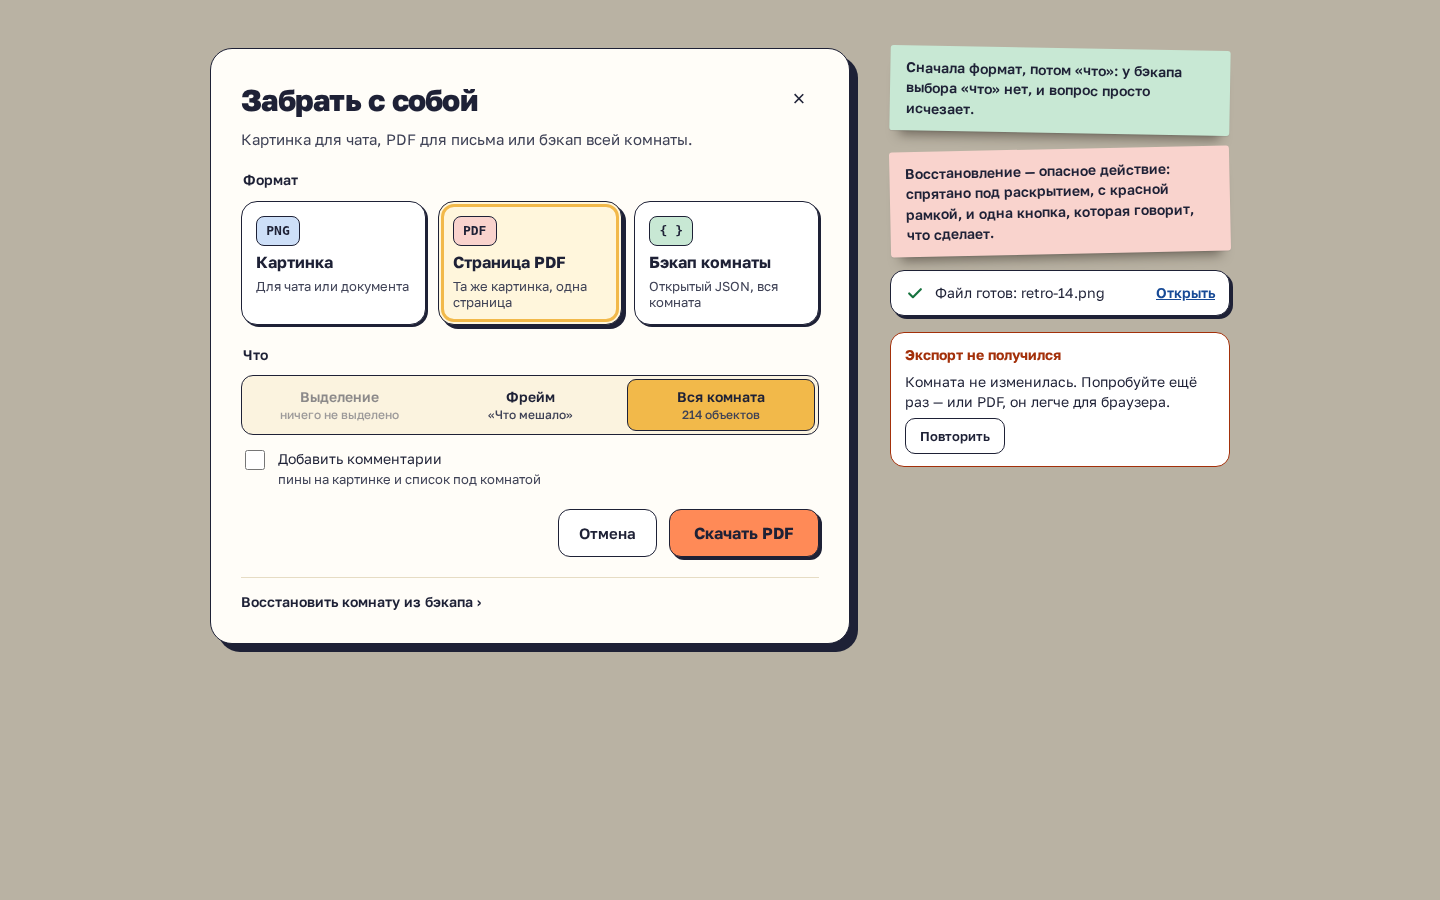 Забрать с собой
×
Картинка для чата, PDF для письма или бэкап всей комнаты.
Формат
PNG
Картинка
Для чата или документа
PDF
Страница PDF
Та же картинка, одна
страница
{ }
Бэкап комнаты
Открытый JSON, вся
комната
Что
Выделение
ничего не выделено
Фрейм
«Что мешало»
Вся комната
214 объектов
Добавить комментарии
пины на картинке и список под комнатой
Отмена
Скачать PDF
Восстановить комнату из бэкапа ›
Сначала формат, потом «что»: у бэкапа
выбора «что» нет, и вопрос просто
исчезает.
Восстановление — опасное действие:
спрятано под раскрытием, с красной
рамкой, и одна кнопка, которая говорит,
что сделает.
Файл готов: retro-14.png
Открыть
Экспорт не получился
Комната не изменилась. Попробуйте ещё
раз — или PDF, он легче для браузера.
Повторить